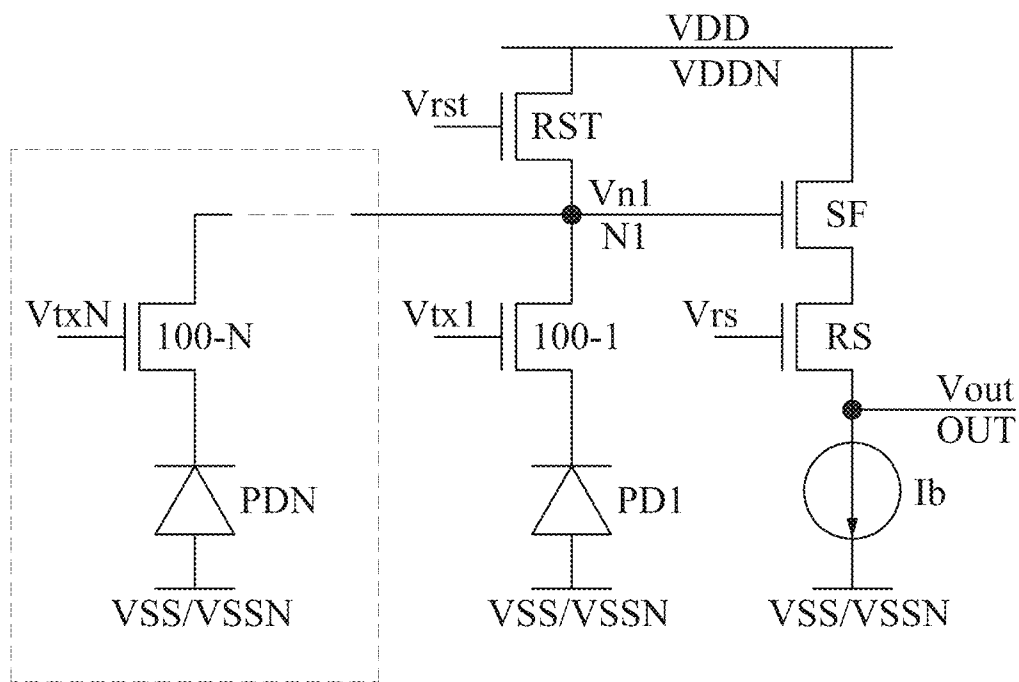 VDD
VDDN
Vrst
RST
Vn1
N1
SF
VtxN
100-N
Vtx1
100-1
Vrs
RS
Vout
OUT
PDN
PD1
Ib
VSS/VSSN
VSS/VSSN
VSS/VSSN